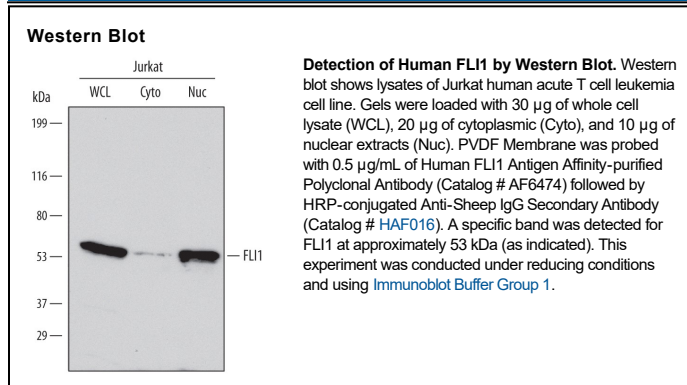 Western Blot
Jurkat
kDa
WCL Cyto Nuc
199
116
80
53
FLI1
37
29
Detection of Human FLI1 by Western Blot. Western
blot shows lysates of Jurkat human acute T cell leukemia
cell line. Gels were loaded with 30 μg of whole cell
lysate (WCL), 20 μg of cytoplasmic (Cyto), and 10 μg of
nuclear extracts (Nuc). PVDF Membrane was probed
with 0.5 μg/mL of Human FLI1 Antigen Affinity-purified
Polyclonal Antibody (Catalog # AF6474) followed by
HRP-conjugated Anti-Sheep IgG Secondary Antibody
(Catalog # HAF016). A specific band was detected for
FLI1 at approximately 53 kDa (as indicated). This
experiment was conducted under reducing conditions
and using Immunoblot Buffer Group 1.